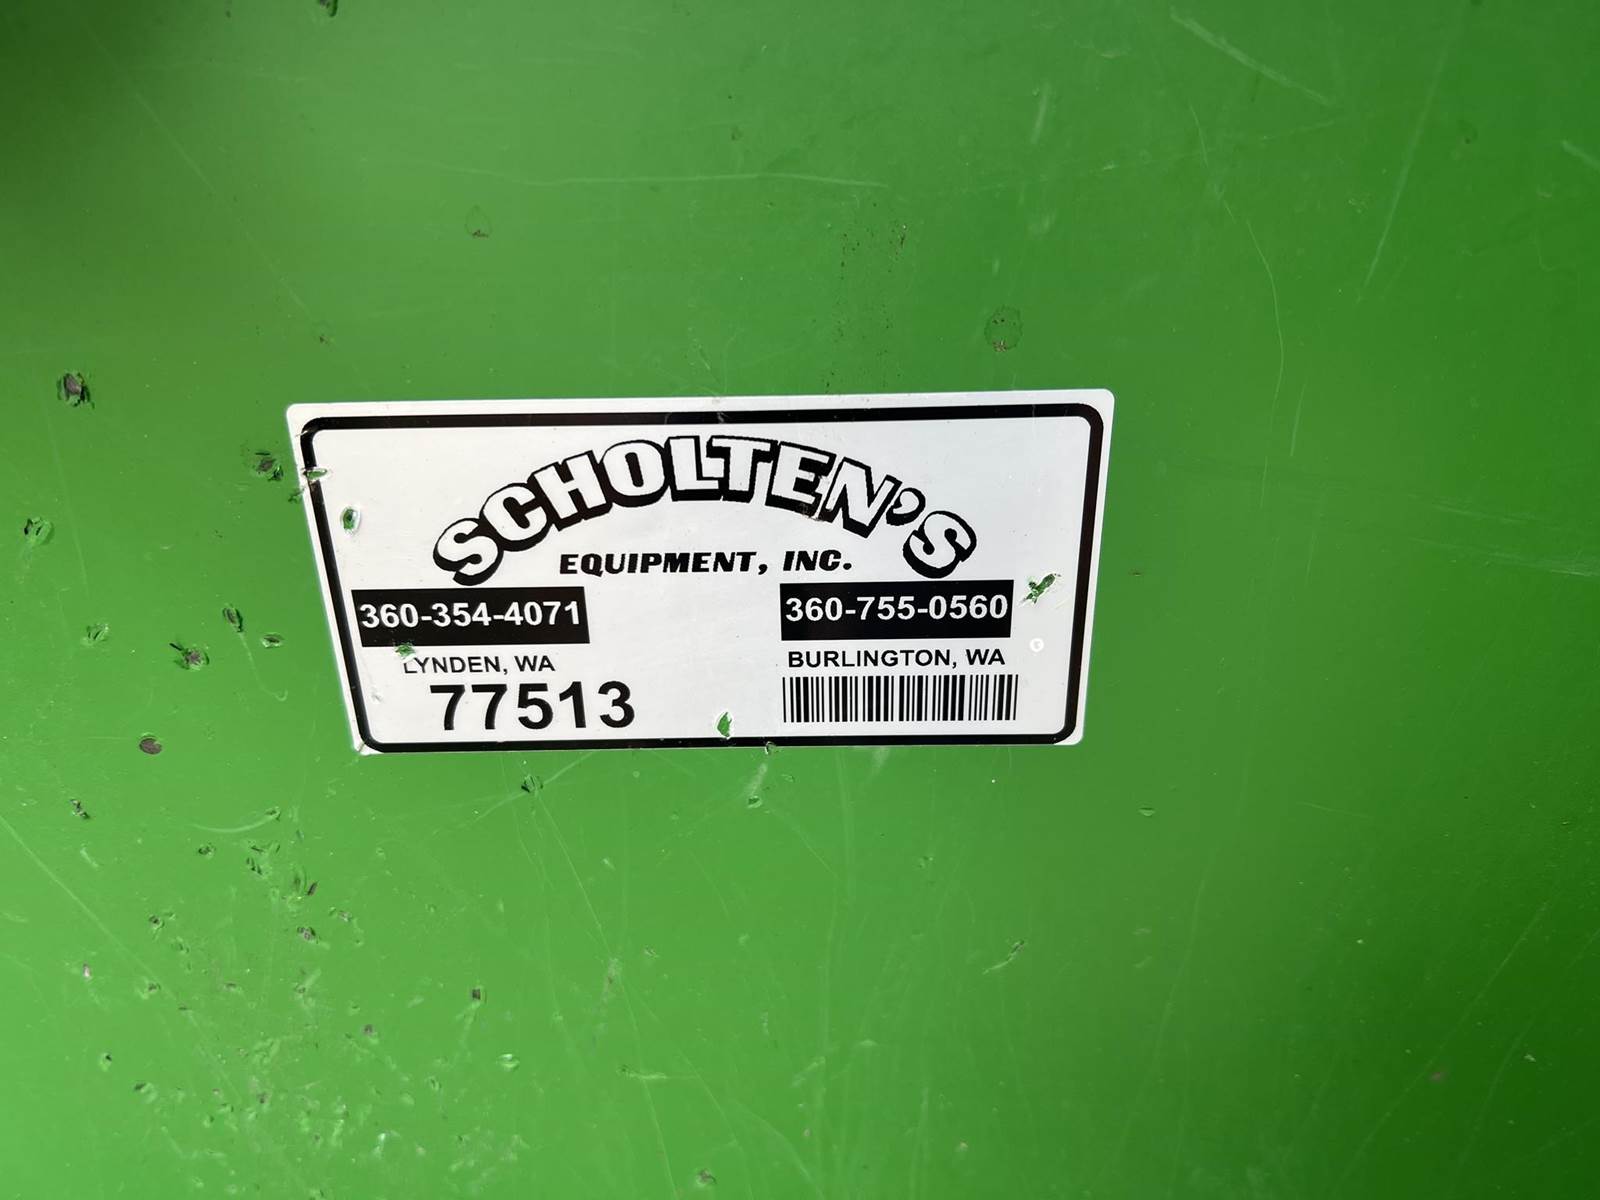 SCHOLTEN'S
EQUIPMENT, INC.
360-354-4071
LYNDEN, WA
77513
360-755-0560
BURLINGTON, WA